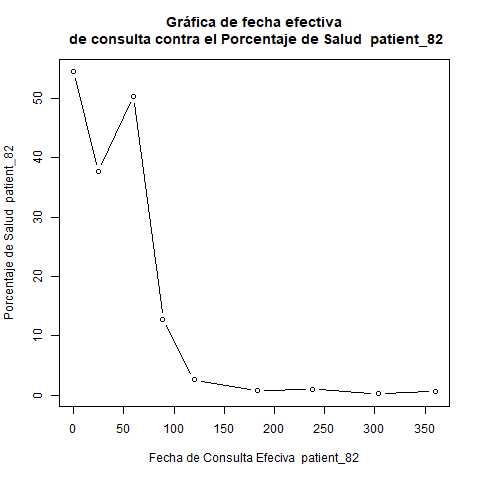 Gráfica de fecha efectiva
de consulta contra el Porcentaje de Salud patient_82
Porcentaje de Salud patient_82
50
40
30
20
10
0
0 50 100 150 200 250 300 350
Fecha de Consulta Efeciva patient_82